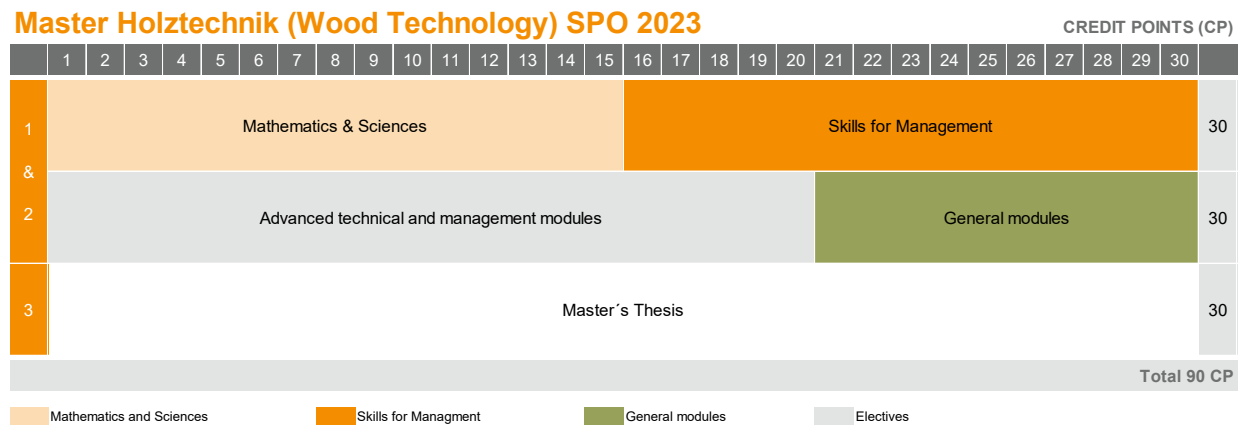 Master Holztechnik (Wood Technology) SPO 2023
CREDIT POINTS (CP)
1 2 3 4 5 6 7 8 9 10 11 12 13 14 15 16 17 18 19 20 21 22 23 24 25 26 27 28 29 30
1
&
2
Mathematics & Sciences Skills for Management 30
Advanced technical and management modules General modules 30
3 Master´s Thesis 30
Total 90 CP
Mathematics and Sciences Skills for Managment General modules Electives